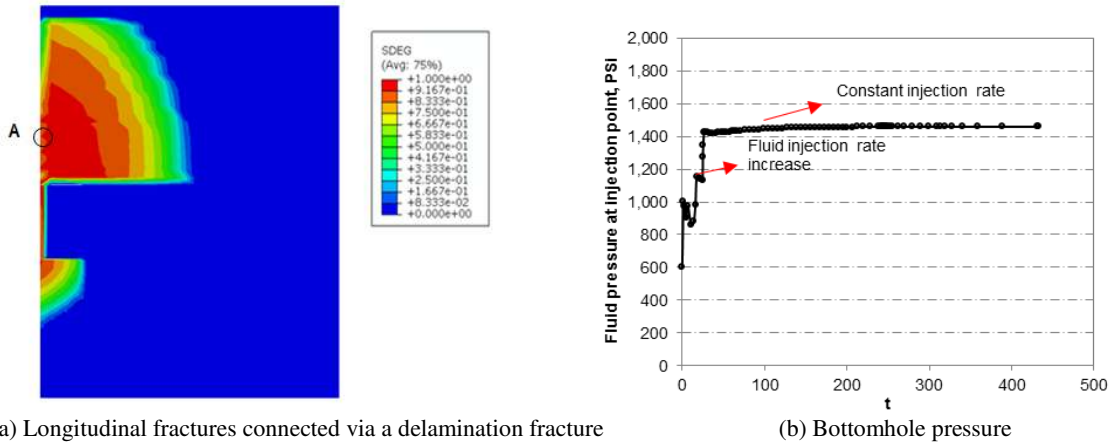 A
SDEG
(Avg: 75%)
+1.000e+00
+9.167e-01
+8.333e-01
+7.500e-01
+6.667e-01
+5.833e-01
+5.000e-01
+4.167e-01
+3.333e-01
+2.500e-01
+1.667e-01
+8.333e-02
+0.000e+00
a) Longitudinal fractures connected via a delamination fracture
Fluid pressure at injection point, PSI
2,000
1,800
1,600
1,400
1,200
1,000
800
600
400
200
0
Constant injection rate
Fluid injection rate
increase
0
100
200
300
400
500
t
(b) Bottomhole pressure